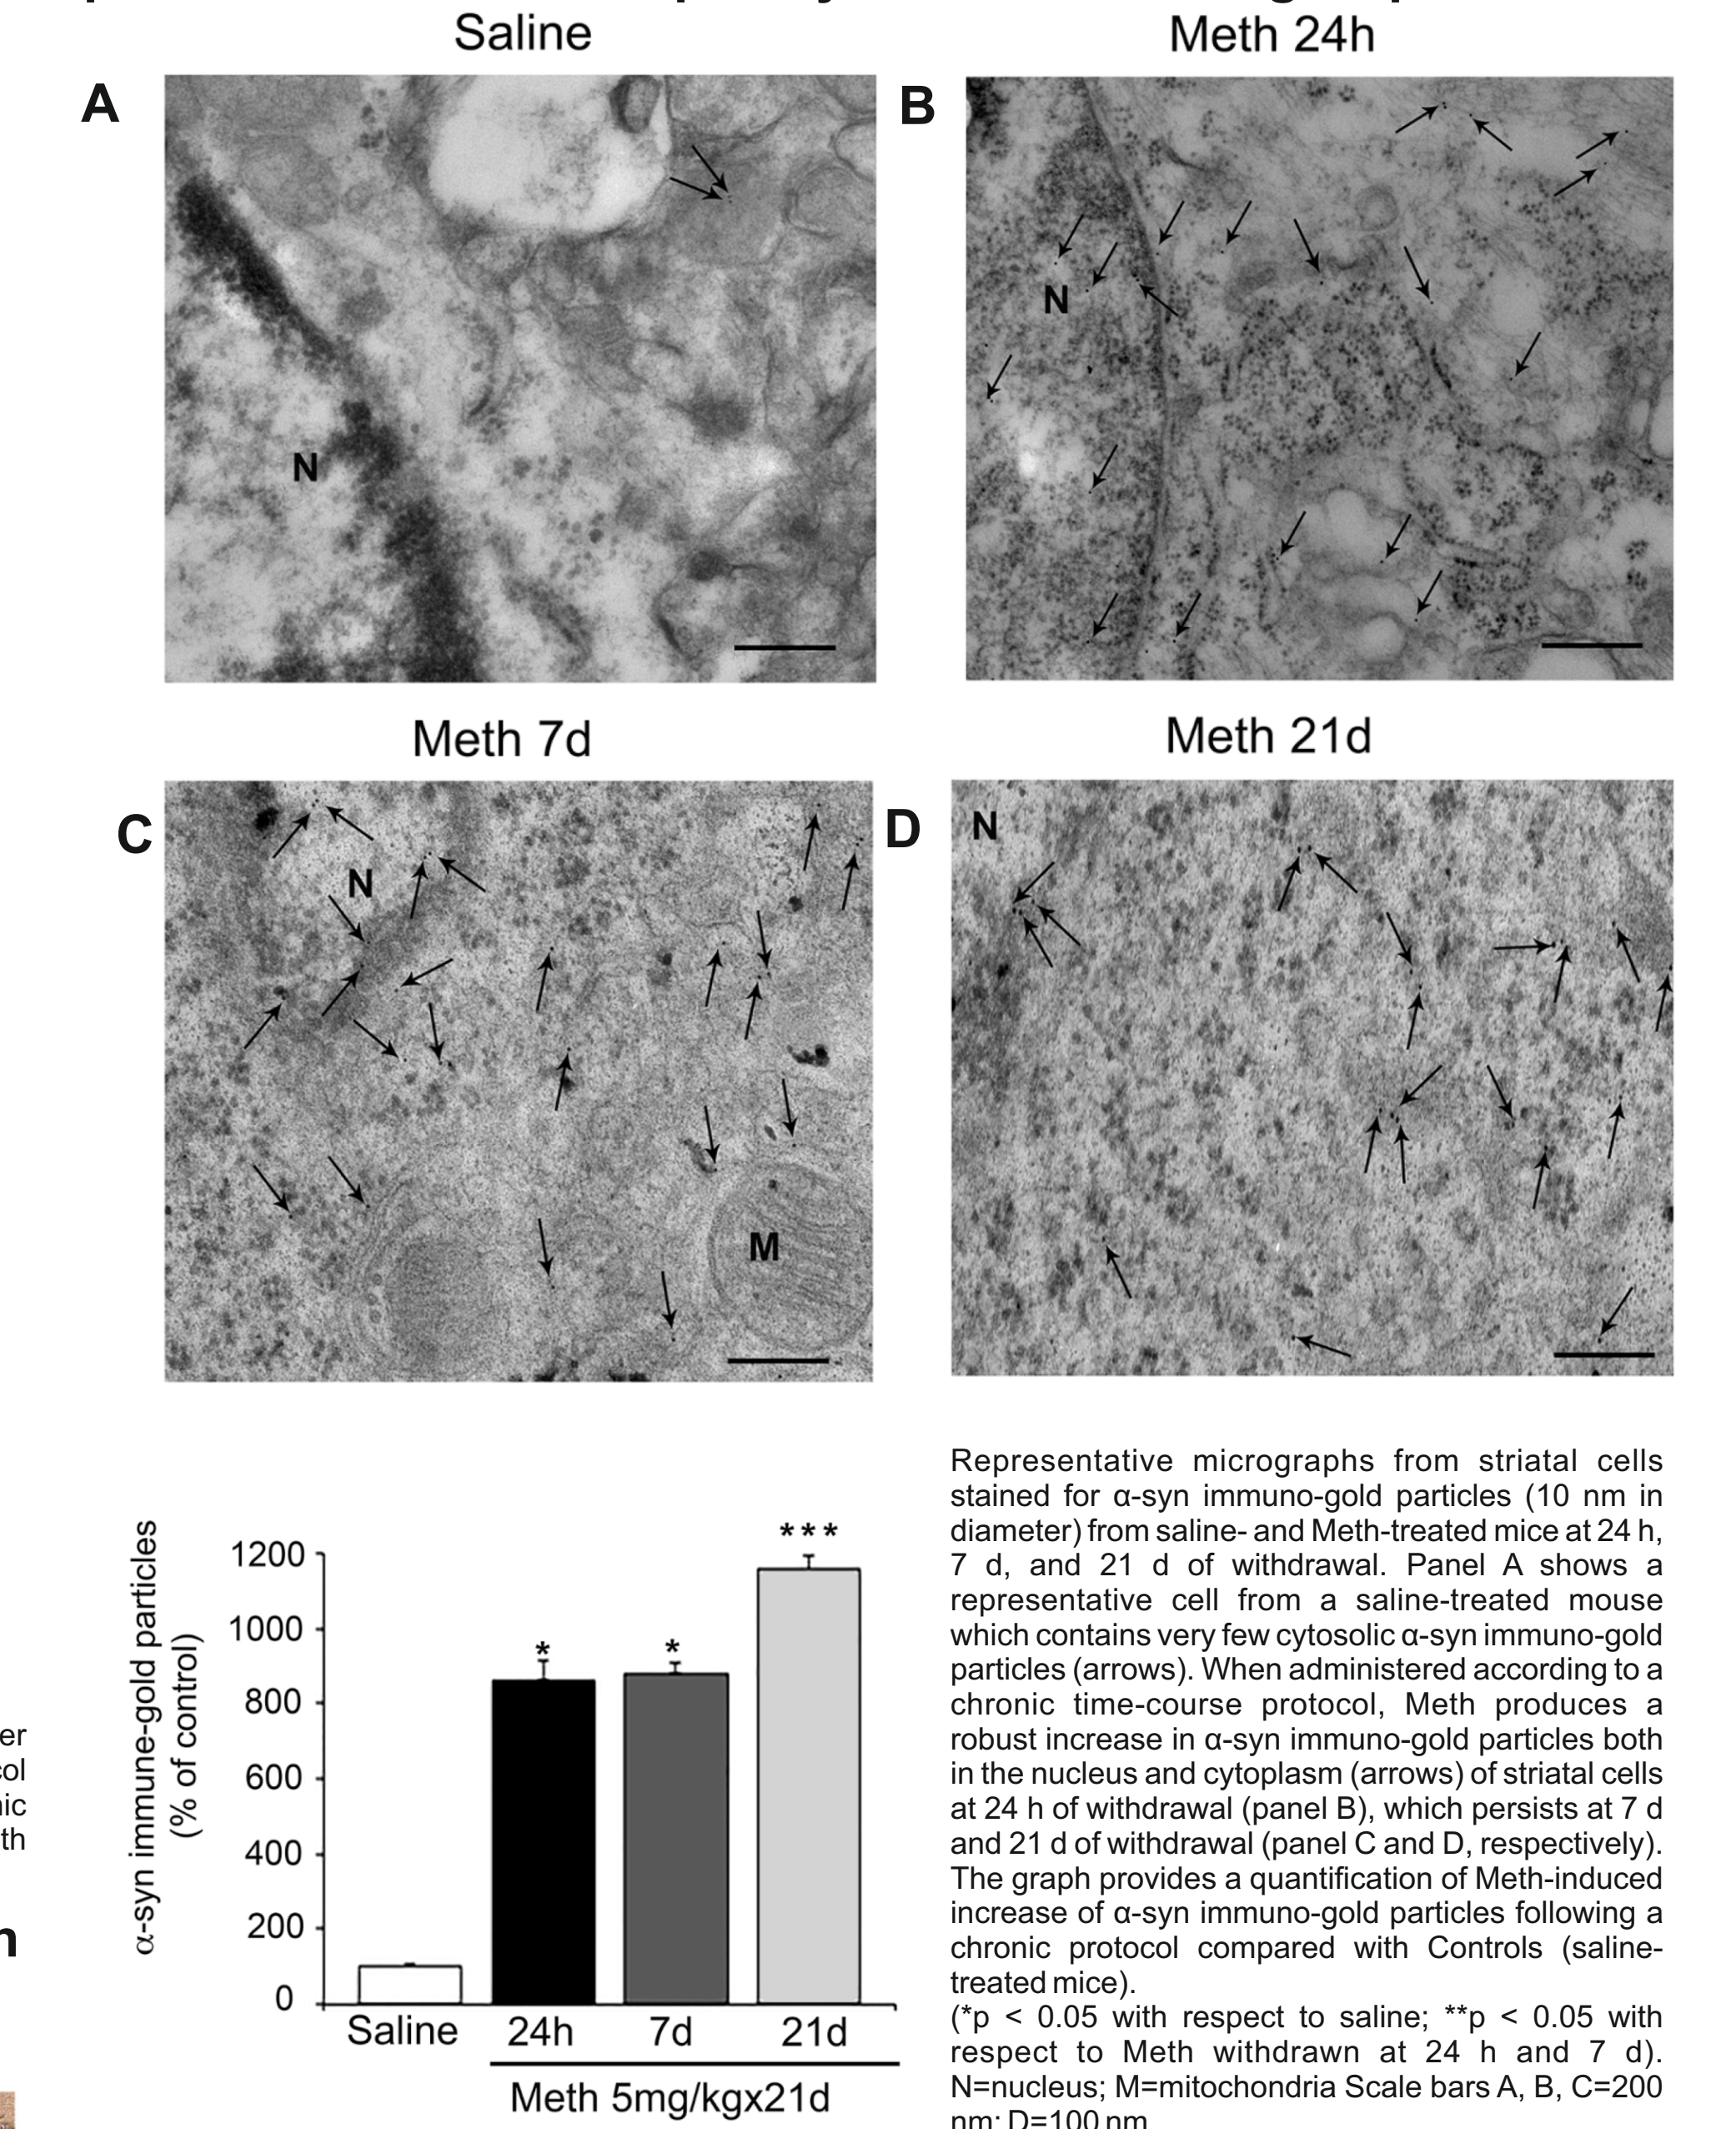 Saline
Meth 24h
A
B
N
N
Meth 7d
Meth 21d
C
D
N
N
M
α-syn immune-gold particles
(% of control)
1200
1000
800
600
400
200
0
***
*
*
Saline
24h
7d
21d
Meth 5mg/kgx21d
Representative micrographs from striatal cells
stained for α-syn immuno-gold particles (10 nm in
diameter) from saline- and Meth-treated mice at 24 h,
7 d, and 21 d of withdrawal. Panel A shows a
representative cell from a saline-treated mouse
which contains very few cytosolic α-syn immuno-gold
particles (arrows). When administered according to a
chronic time-course protocol, Meth produces a
robust increase in α-syn immuno-gold particles both
in the nucleus and cytoplasm (arrows) of striatal cells
at 24 h of withdrawal (panel B), which persists at 7 d
and 21 d of withdrawal (panel C and D, respectively).
The graph provides a quantification of Meth-induced
increase of α-syn immuno-gold particles following a
chronic protocol compared with Controls (saline-
treated mice).
(*p < 0.05 with respect to saline; **p < 0.05 with
respect to Meth withdrawn at 24 h and 7 d).
N=nucleus; M=mitochondria Scale bars A, B, C=200
nm; D=100 nm